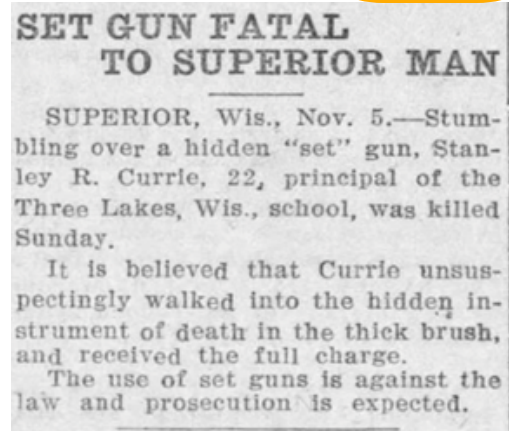 SET GUN FATAL
TO SUPERIOR MAN
SUPERIOR, Wis., Nov. 5.—Stum-
bling over a hidden "set" gun, Stan-
ley R. Currie, 22, principal of the
Three Lakes, Wis., school, was killed
Sunday.
It is believed that Currie unsus-
pectingly walked into the hidden in-
strument of death in the thick brush,
and received the full charge.
The use of set guns is against the
law and prosecution is expected.